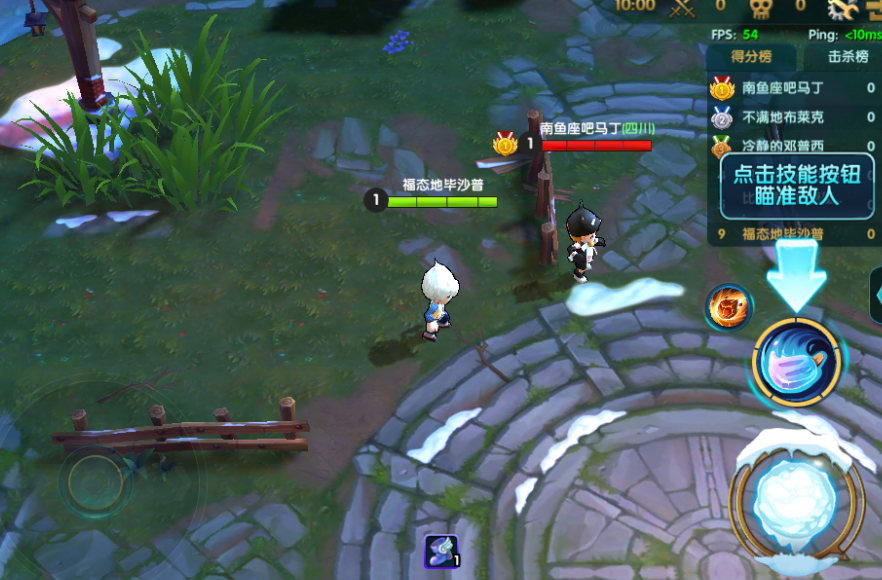 10:00
0
0
FPS: 54
Ping: <10ms
得分榜
击杀榜
1
南鱼座吧马丁
0
2
不满地布莱克
0
冷静的邓普西
0
点击技能按钮
瞄准敌人
9
福态地毕沙普
0
1
1
南鱼座吧马丁(四川)
1
福态地毕沙普
1